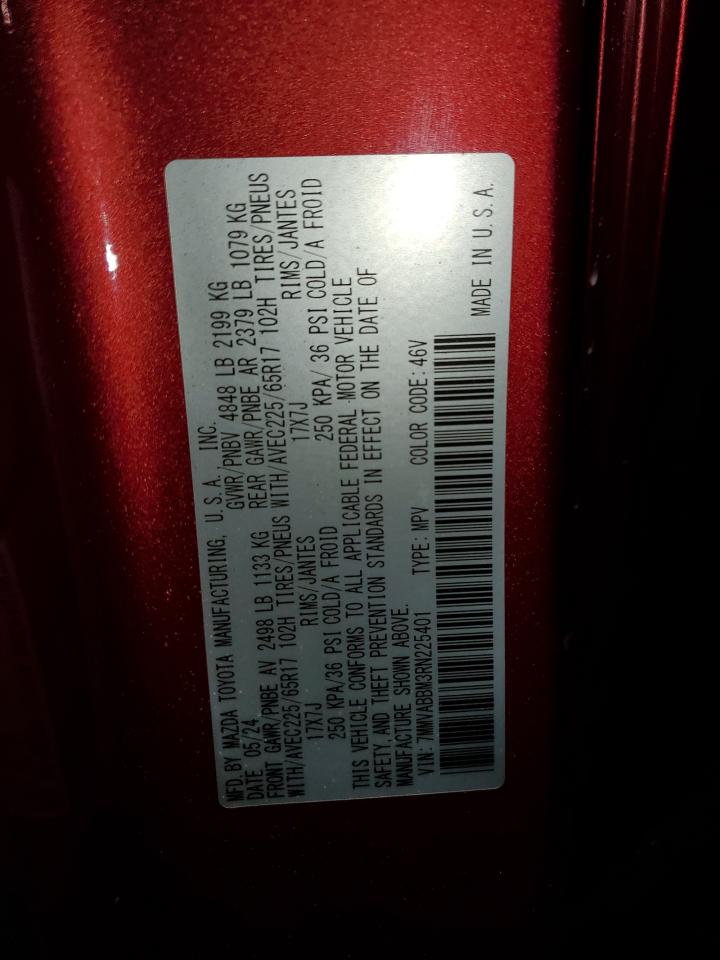 MFD. BY MAZDA TOYOTA MANUFACTURING, U.S.A., INC.
DATE 05/24 GVWR/PNBV 4848 LB 2199 KG
FRONT GAWR/PNBE AV 2498 LB 1133 KG REAR GAWR/PNBE AR 2379 LB 1079 KG
WITH/AVEC225/65R17 102H TIRES/PNEUS WITH/AVEC225/65R17 102H TIRES/PNEUS
17X7J RIMS/JANTES 17X7J RIMS/JANTES
250 KPA/36 PSI COLD/A FROID 250 KPA/ 36 PSI COLD/A FROID
THIS VEHICLE CONFORMS TO ALL APPLICABLE FEDERAL MOTOR VEHICLE
SAFETY AND THEFT PREVENTION STANDARDS IN EFFECT ON THE DATE OF
MANUFACTURE SHOWN ABOVE.
VIN: 7MMVABBM3RN225401 TYPE: MPV COLOR CODE: 46V
MADE IN U.S.A.